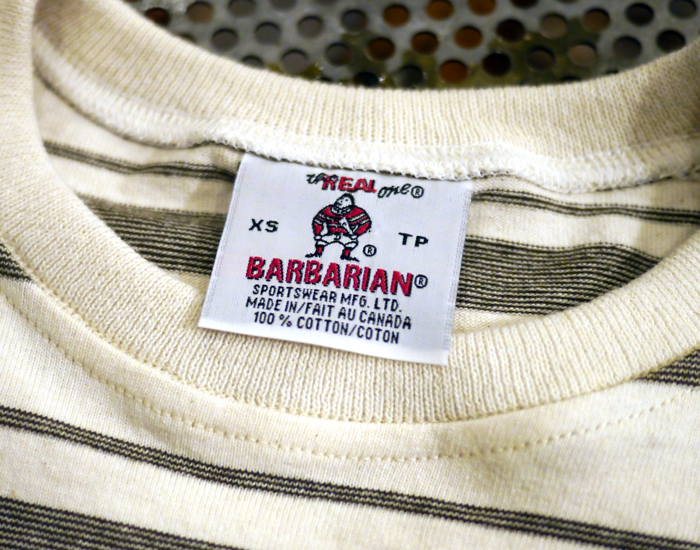 the REAL one®
XS TP
®
BARBARIAN®
SPORTSWEAR MFG. LTD.
MADE IN/FAIT AU CANADA
100 % COTTON/COTON